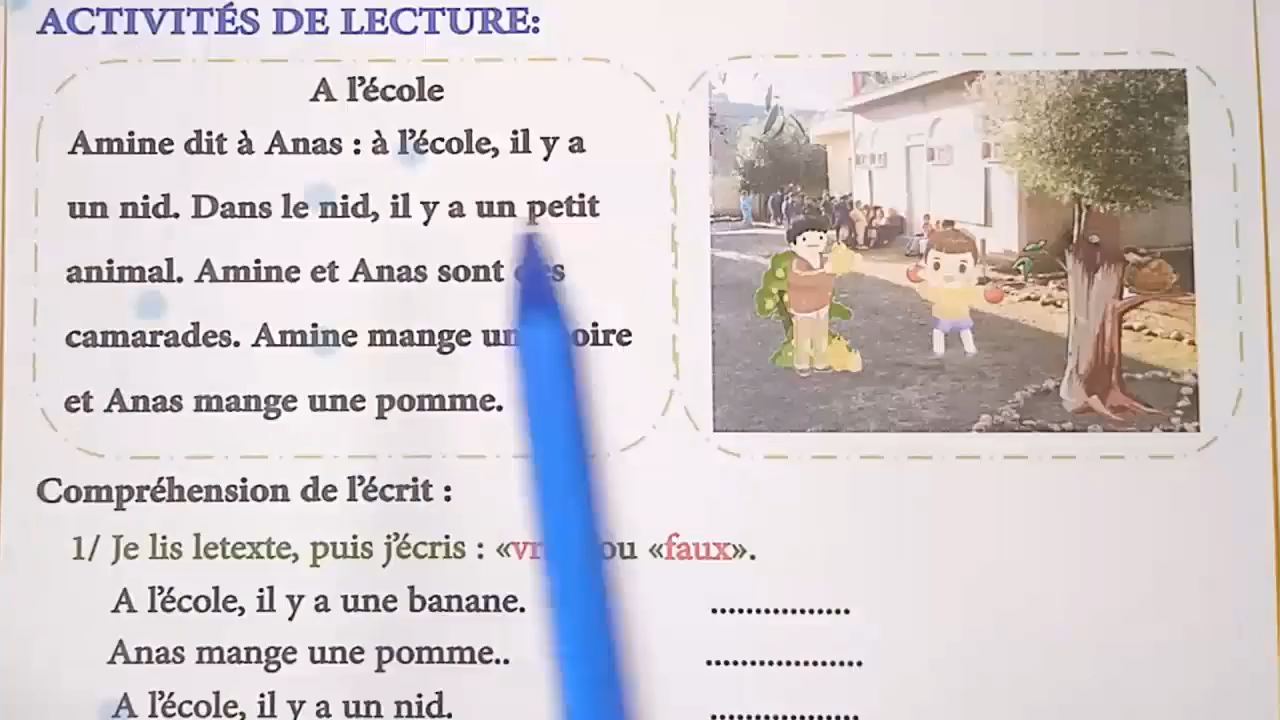 ACTIVITÉS DE LECTURE:
A l'école
Amine dit à Anas : à l'école, il y a
un nid. Dans le nid, il y a un petit
animal. Amine et Anas sont
camarades. Amine mange
et Anas mange une pomme.
Compréhension de l'écrit :
1/ Je lis letexte, puis j'écris : « ou «faux».
A l'école, il y a une banane. ................
Anas mange une pomme.. ..................
A l'école, il y a un nid. .................